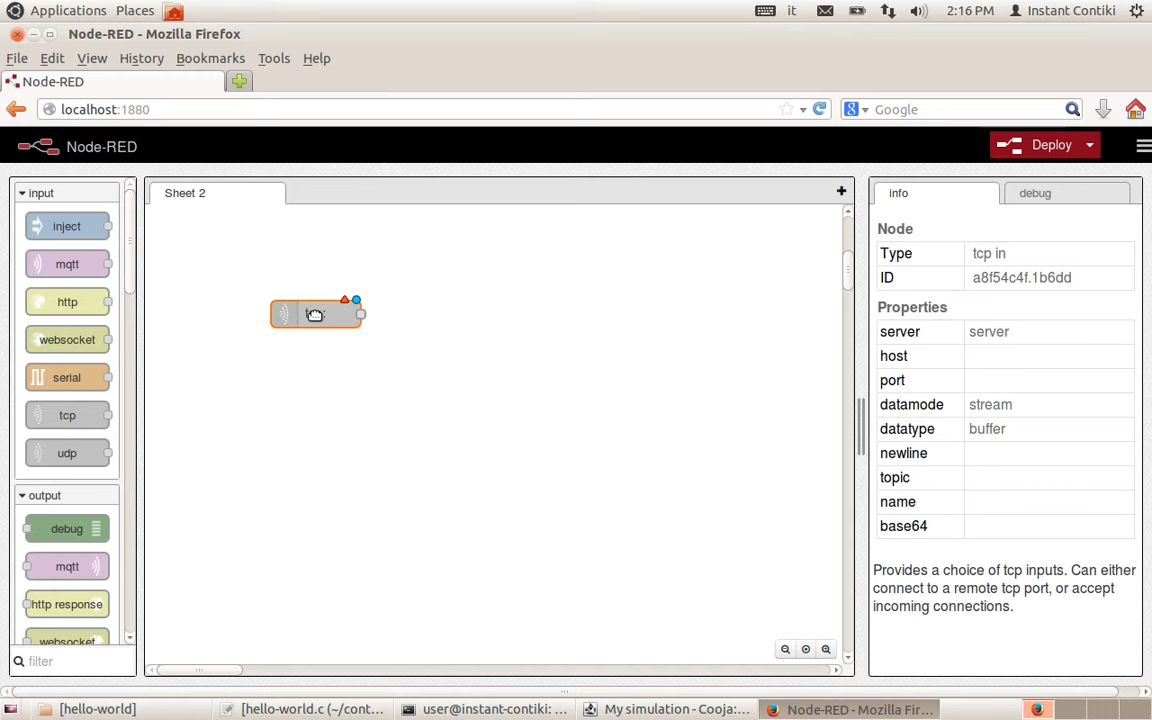 Applications Places it 2:16 PM Instant Contiki
Node-RED - Mozilla Firefox
File Edit View History Bookmarks Tools Help
Node-RED
localhost:1880 Google
Node-RED Deploy
input
inject
mqtt
http
websocket
serial
tcp
udp
output
debug
mqtt
http response
websocket
filter
Sheet 2
info debug
Node
Type tcp in
ID a8f54c4f.1b6dd
Properties
server server
host
port
datamode stream
datatype buffer
newline
topic
name
base64
Provides a choice of tcp inputs. Can either
connect to a remote tcp port, or accept
incoming connections.
[hello-world] [hello-world.c (~/cont... user@instant-contiki: ... My simulation - Cooja:... Node-RED - Mozilla Fir...